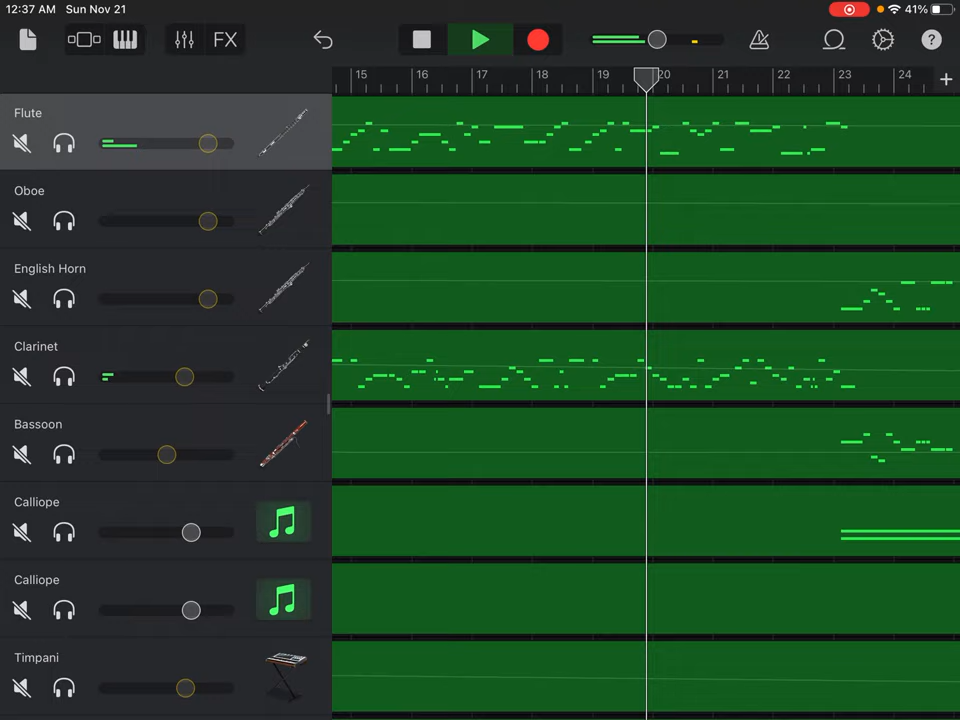 12:37 AM Sun Nov 21 41%
FX ?
15 16 17 18 19 20 21 22 23 24 +
Flute
Oboe
English Horn
Clarinet
Bassoon
Calliope
Calliope
Timpani